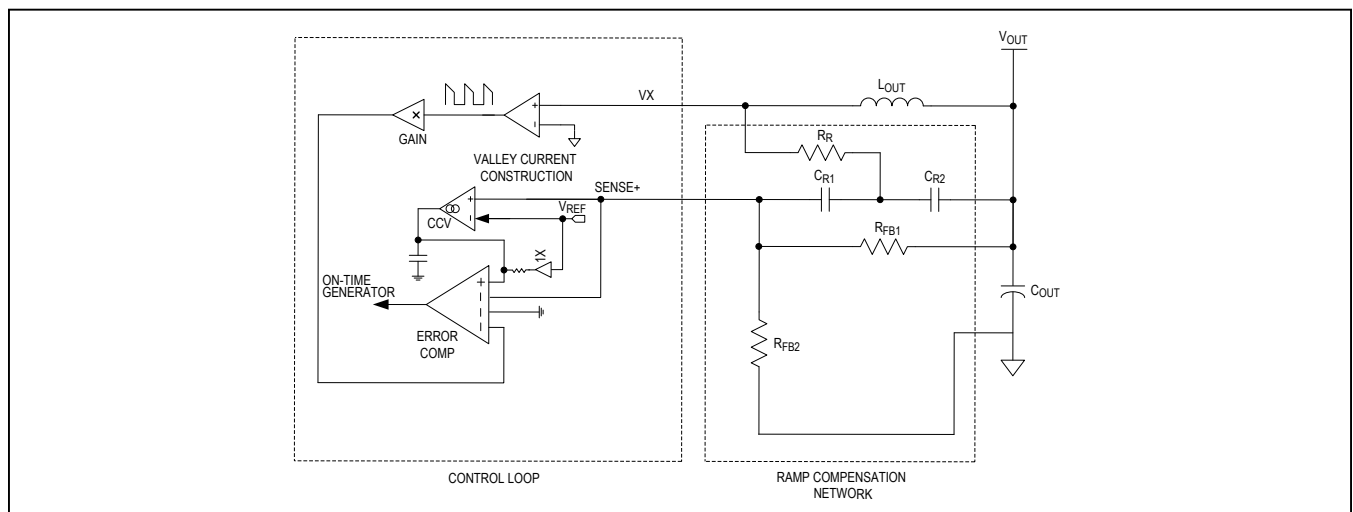 VOUT
LOUT
VX
GAIN
VALLEY CURRENT
CONSTRUCTION
RR
CR1
CR2
SENSE+
VREF
CCV
RFB1
1X
ON-TIME
GENERATOR
COUT
ERROR
COMP
RFB2
CONTROL LOOP
RAMP COMPENSATION
NETWORK